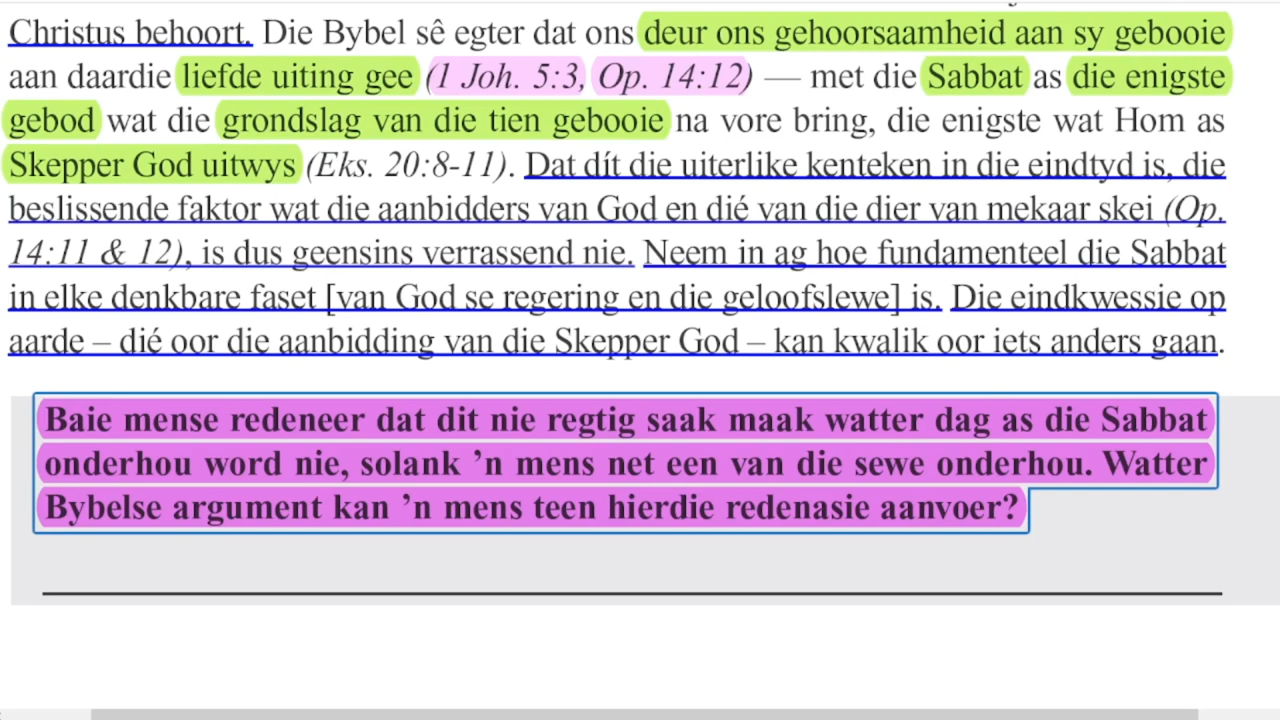 Christus behoort. Die Bybel sê egter dat ons deur ons gehoorsaamheid aan sy gebooie
aan daardie liefde uiting gee (1 Joh. 5:3, Op. 14:12) — met die Sabbat as die enigste
gebod wat die grondslag van die tien gebooie na vore bring, die enigste wat Hom as
Skepper God uitwys (Eks. 20:8-11). Dat dít die uiterlike kenteken in die eindtyd is, die
beslissende faktor wat die aanbidders van God en dié van die dier van mekaar skei (Op.
14:11 & 12), is dus geensins verrassend nie. Neem in ag hoe fundamenteel die Sabbat
in elke denkbare faset [van God se regering en die geloofslewe] is. Die eindkwessie op
aarde – dié oor die aanbidding van die Skepper God – kan kwalik oor iets anders gaan.
Baie mense redeneer dat dit nie regtig saak maak watter dag as die Sabbat
onderhou word nie, solank ’n mens net een van die sewe onderhou. Watter
Bybelse argument kan ’n mens teen hierdie redenasie aanvoer?